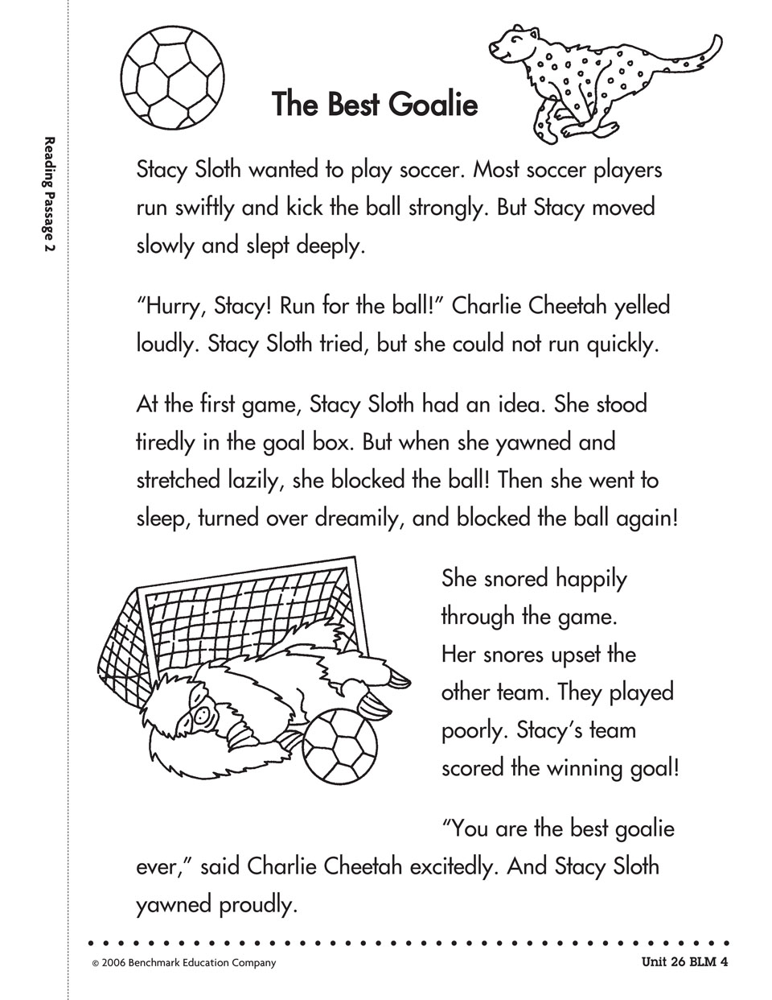 Reading Passage 2
The Best Goalie
Stacy Sloth wanted to play soccer. Most soccer players
run swiftly and kick the ball strongly. But Stacy moved
slowly and slept deeply.
“Hurry, Stacy! Run for the ball!” Charlie Cheetah yelled
loudly. Stacy Sloth tried, but she could not run quickly.
At the first game, Stacy Sloth had an idea. She stood
tiredly in the goal box. But when she yawned and
stretched lazily, she blocked the ball! Then she went to
sleep, turned over dreamily, and blocked the ball again!
She snored happily
through the game.
Her snores upset the
other team. They played
poorly. Stacy’s team
scored the winning goal!
“You are the best goalie
ever,” said Charlie Cheetah excitedly. And Stacy Sloth
yawned proudly.
© 2006 Benchmark Education Company
Unit 26 BLM 4